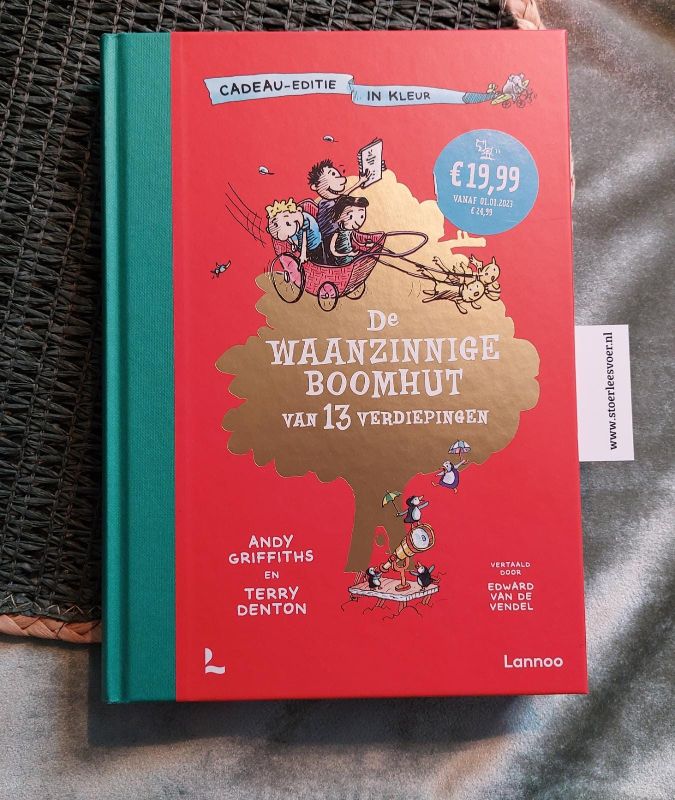 CADEAU-EDITIE IN KLEUR
€ 19,99
VANAF 01.01.2023
€ 24,99
De
WAANZINNIGE
BOOMHUT
VAN 13 VERDIEPINGEN
ANDY
GRIFFITHS
EN
TERRY
DENTON
VERTAALD
DOOR
EDWARD
VAN DE
VENDEL
L
Lannoo
www.stoerleesvoer.nl